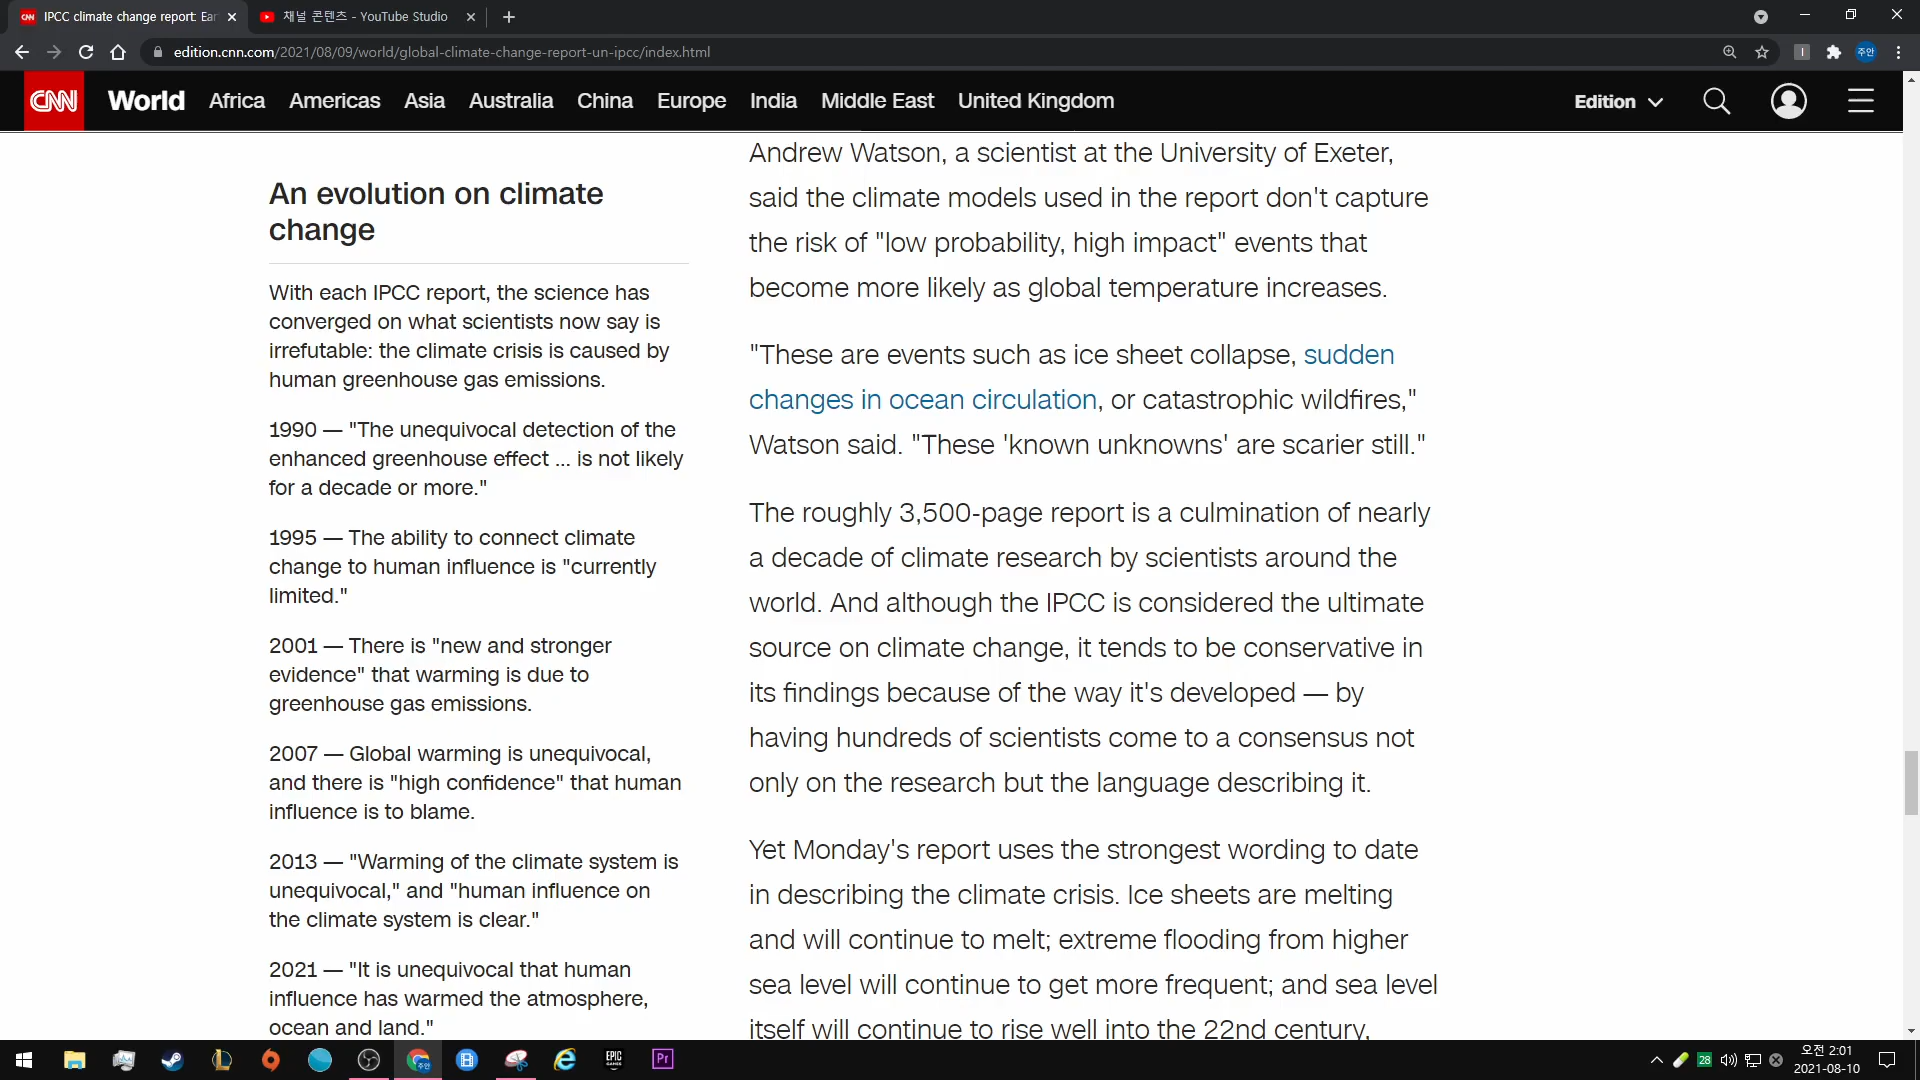 CNN
IPCC climate change report: Ear
채널 콘텐츠 - YouTube Studio
edition.cnn.com/2021/08/09/world/global-climate-change-report-un-ipcc/index.html
I
주안
CNN World Africa Americas Asia Australia China Europe India Middle East United Kingdom Edition
An evolution on climate
change
With each IPCC report, the science has
converged on what scientists now say is
irrefutable: the climate crisis is caused by
human greenhouse gas emissions.
1990 — "The unequivocal detection of the
enhanced greenhouse effect ... is not likely
for a decade or more."
1995 — The ability to connect climate
change to human influence is "currently
limited."
2001 — There is "new and stronger
evidence" that warming is due to
greenhouse gas emissions.
2007 — Global warming is unequivocal,
and there is "high confidence" that human
influence is to blame.
2013 — "Warming of the climate system is
unequivocal," and "human influence on
the climate system is clear."
2021 — "It is unequivocal that human
influence has warmed the atmosphere,
ocean and land."
Andrew Watson, a scientist at the University of Exeter,
said the climate models used in the report don't capture
the risk of "low probability, high impact" events that
become more likely as global temperature increases.
"These are events such as ice sheet collapse, sudden
changes in ocean circulation, or catastrophic wildfires,"
Watson said. "These 'known unknowns' are scarier still."
The roughly 3,500-page report is a culmination of nearly
a decade of climate research by scientists around the
world. And although the IPCC is considered the ultimate
source on climate change, it tends to be conservative in
its findings because of the way it's developed — by
having hundreds of scientists come to a consensus not
only on the research but the language describing it.
Yet Monday's report uses the strongest wording to date
in describing the climate crisis. Ice sheets are melting
and will continue to melt; extreme flooding from higher
sea level will continue to get more frequent; and sea level
itself will continue to rise well into the 22nd century,
주안
EPIC
GAMES
Pr
28
오전 2:01
2021-08-10